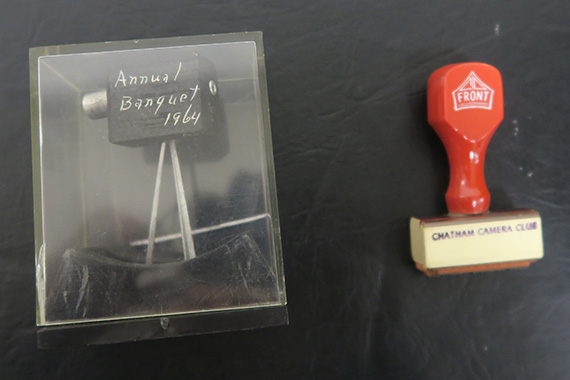 Annual
Banquet
1964
FRONT
CHATHAM CAMERA CLUB